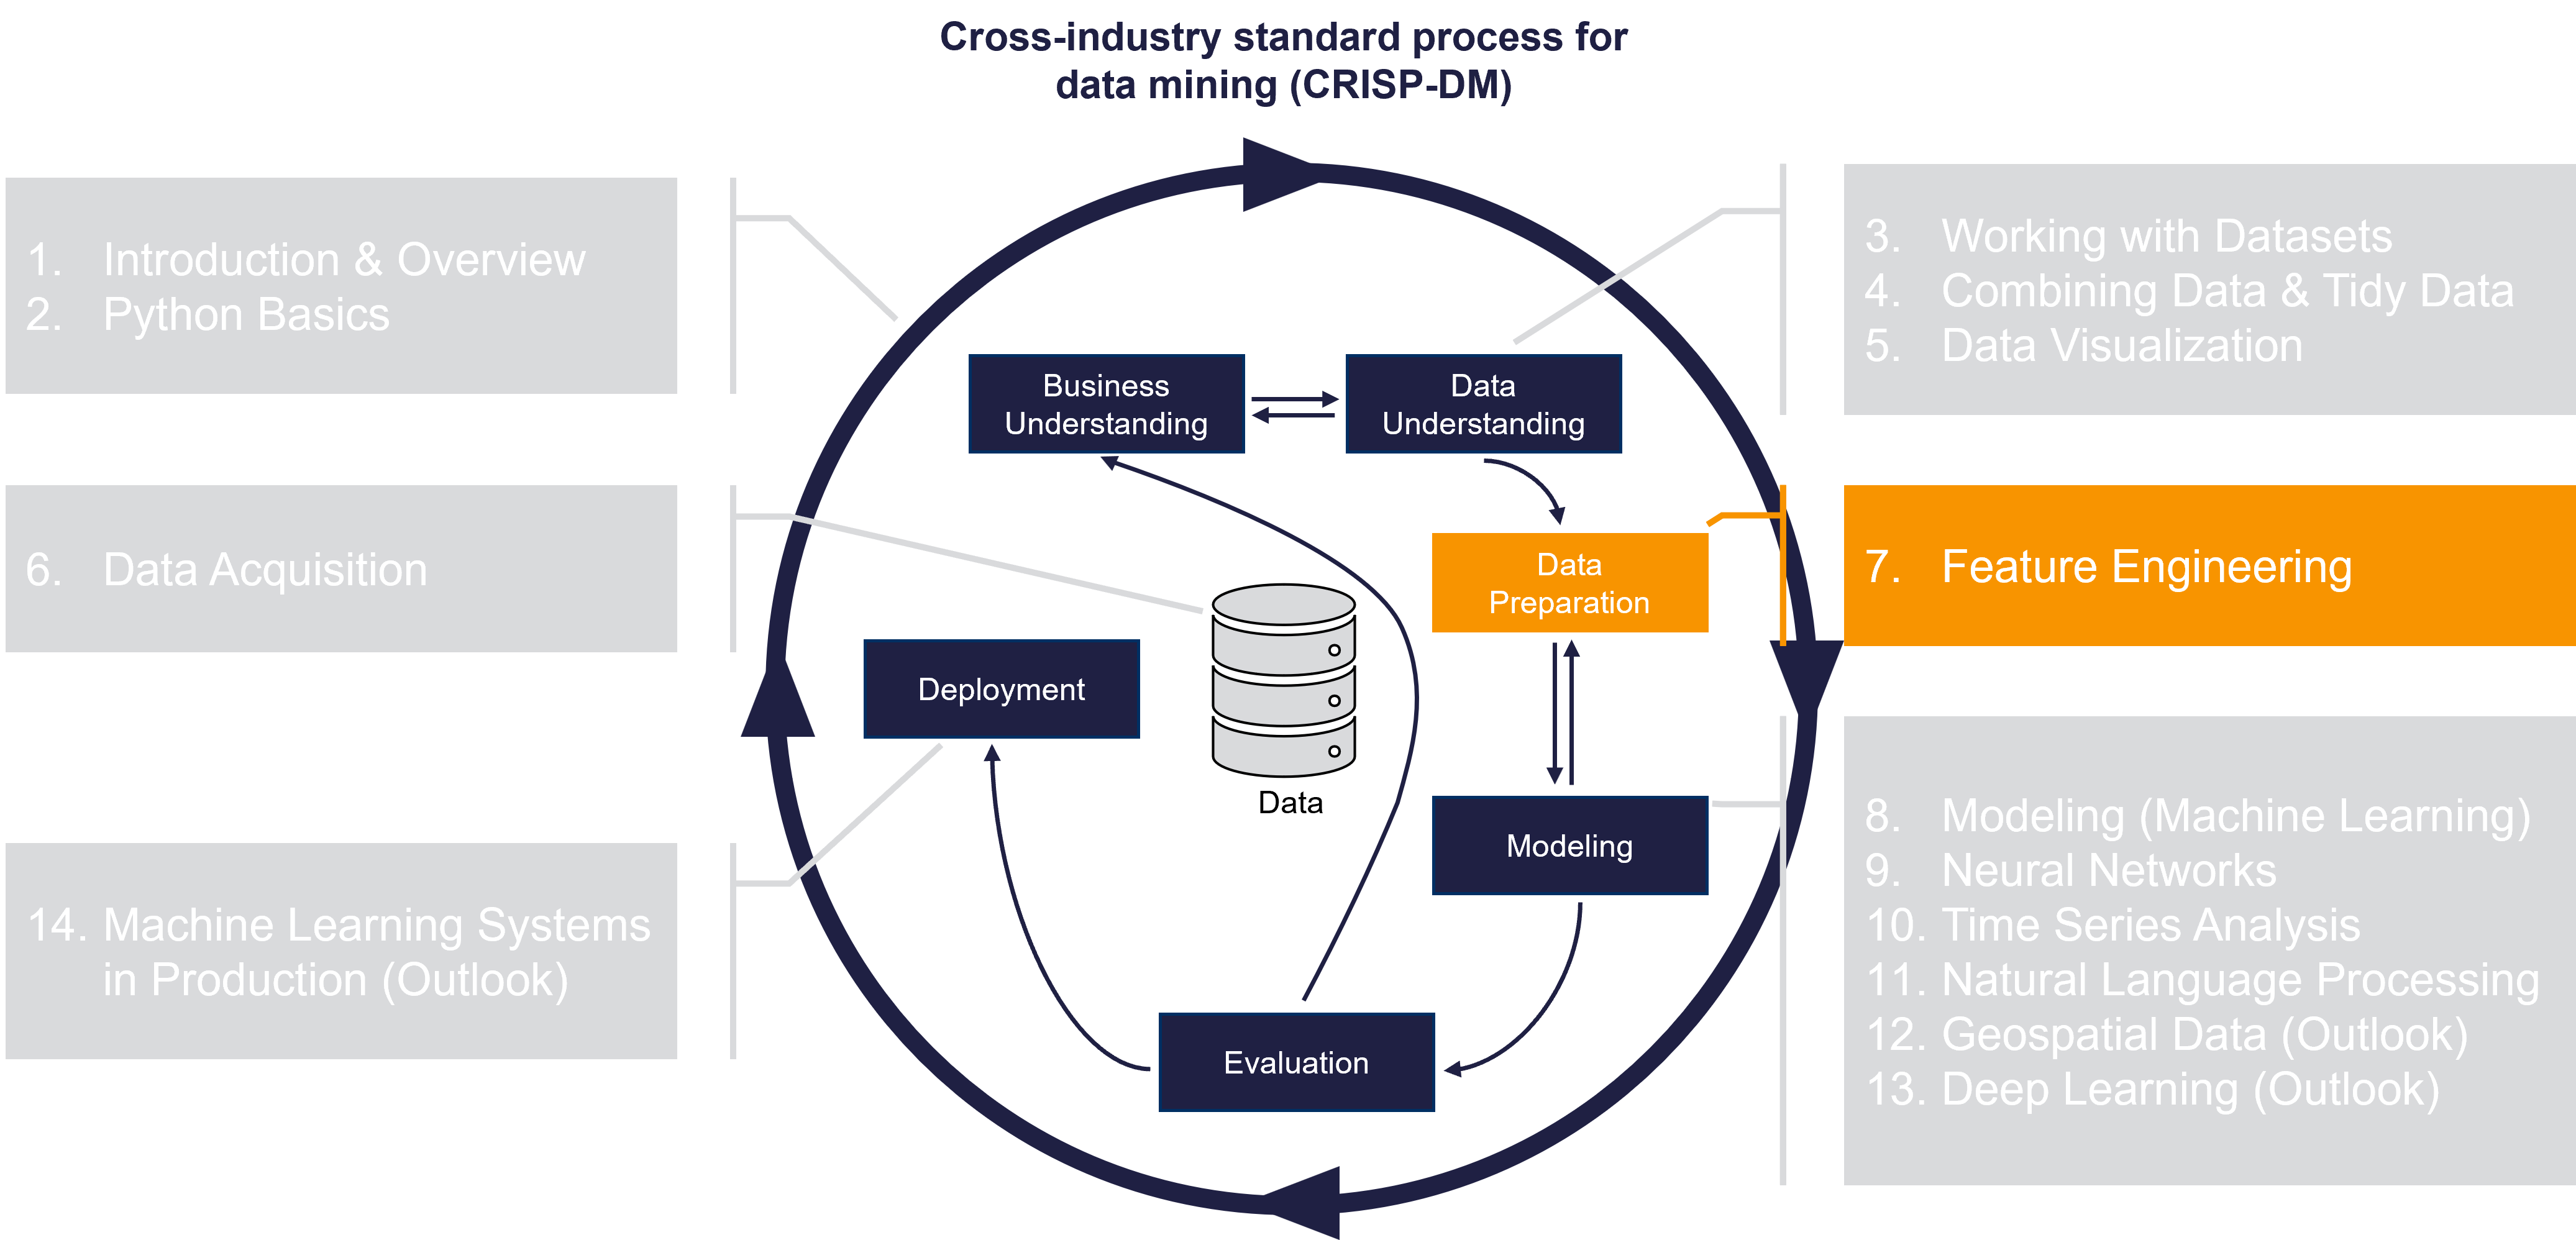 Cross-industry standard process for
data mining (CRISP-DM)
1. Introduction & Overview
2. Python Basics
3. Working with Datasets
4. Combining Data & Tidy Data
5. Data Visualization
Business
Understanding
Data
Understanding
6. Data Acquisition
Data
Preparation
7. Feature Engineering
Deployment
Data
Modeling
8. Modeling (Machine Learning)
9. Neural Networks
10. Time Series Analysis
11. Natural Language Processing
12. Geospatial Data (Outlook)
13. Deep Learning (Outlook)
14. Machine Learning Systems
in Production (Outlook)
Evaluation